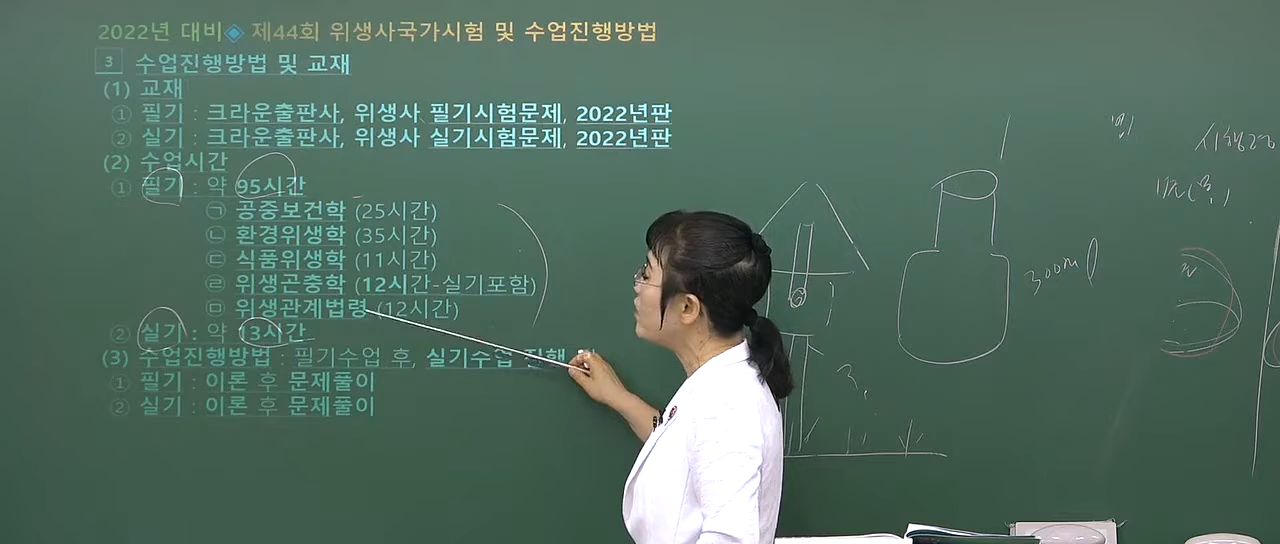 2022년 대비◈ 제44회 위생사국가시험 및 수업진행방법
3 수업진행방법 및 교재
(1) 교재
① 필기 : 크라운출판사, 위생사 필기시험문제, 2022년판
② 실기 : 크라운출판사, 위생사 실기시험문제, 2022년판
(2) 수업시간
① 필기 : 약 95시간
㉠ 공중보건학 (25시간)
㉡ 환경위생학 (35시간)
㉢ 식품위생학 (11시간)
㉣ 위생곤충학 (12시간-실기포함)
㉤ 위생관계법령 (12시간)
② 실기 : 약 13시간
(3) 수업진행방법 : 필기수업 후, 실기수업 진행
① 필기 : 이론 후 문제풀이
② 실기 : 이론 후 문제풀이
300ml